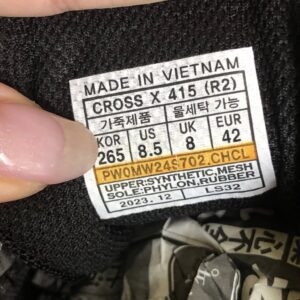 MADE IN VIETNAM
CROSS X 415 (R2)
가죽제품 물세탁 가능
KOR US UK EUR
265 8.5 8 42
PW0MW24S702,CHCL
UPPER:SYNTHETIC,MESH
SOLE:PHYLON,RUBBER
2023.12 LS32